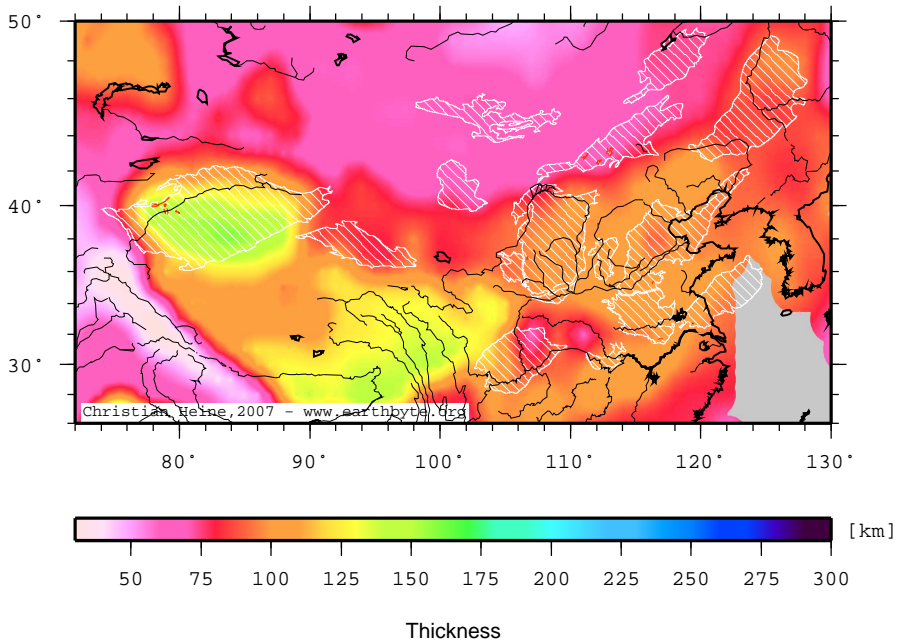 50°
40°
30°
Christian Heine,2007 - www.earthbyte.org
80° 90° 100° 110° 120° 130°
[km]
50 75 100 125 150 175 200 225 250 275 300
Thickness